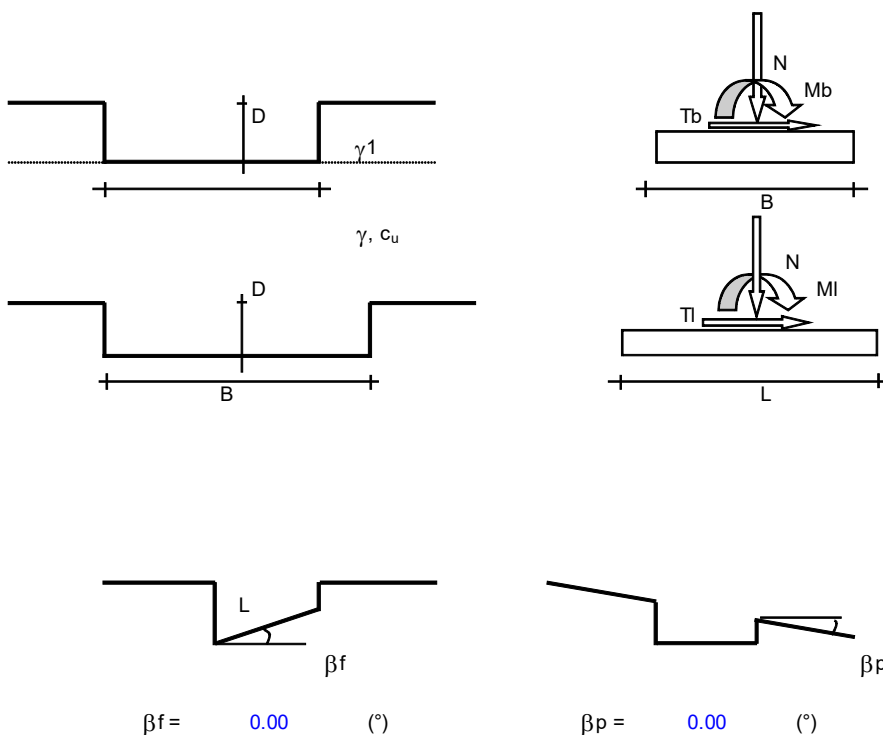 N
D
Mb
Tb
γ1
B
γ, cu
N
D
Ml
Tl
B
L
L
βf
βp
βf = 0.00 (°)
βp = 0.00 (°)